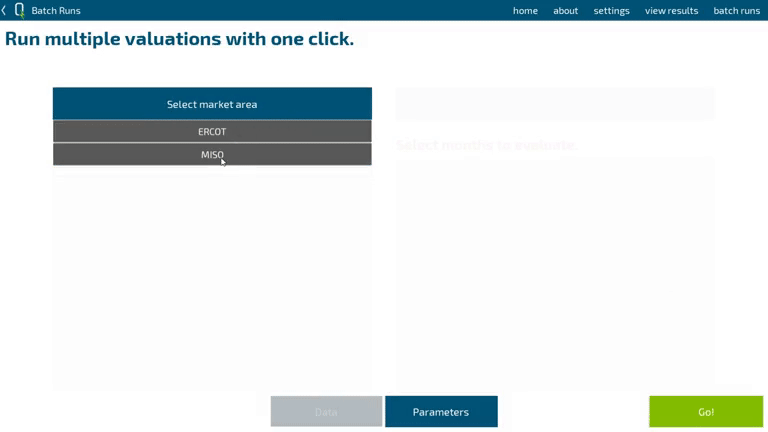 Batch Runs
home
about
settings
view results
batch runs
Run multiple valuations with one click.
Select market area
ERCOT
MISO
Select months to evaluate
Data
Parameters
Go!